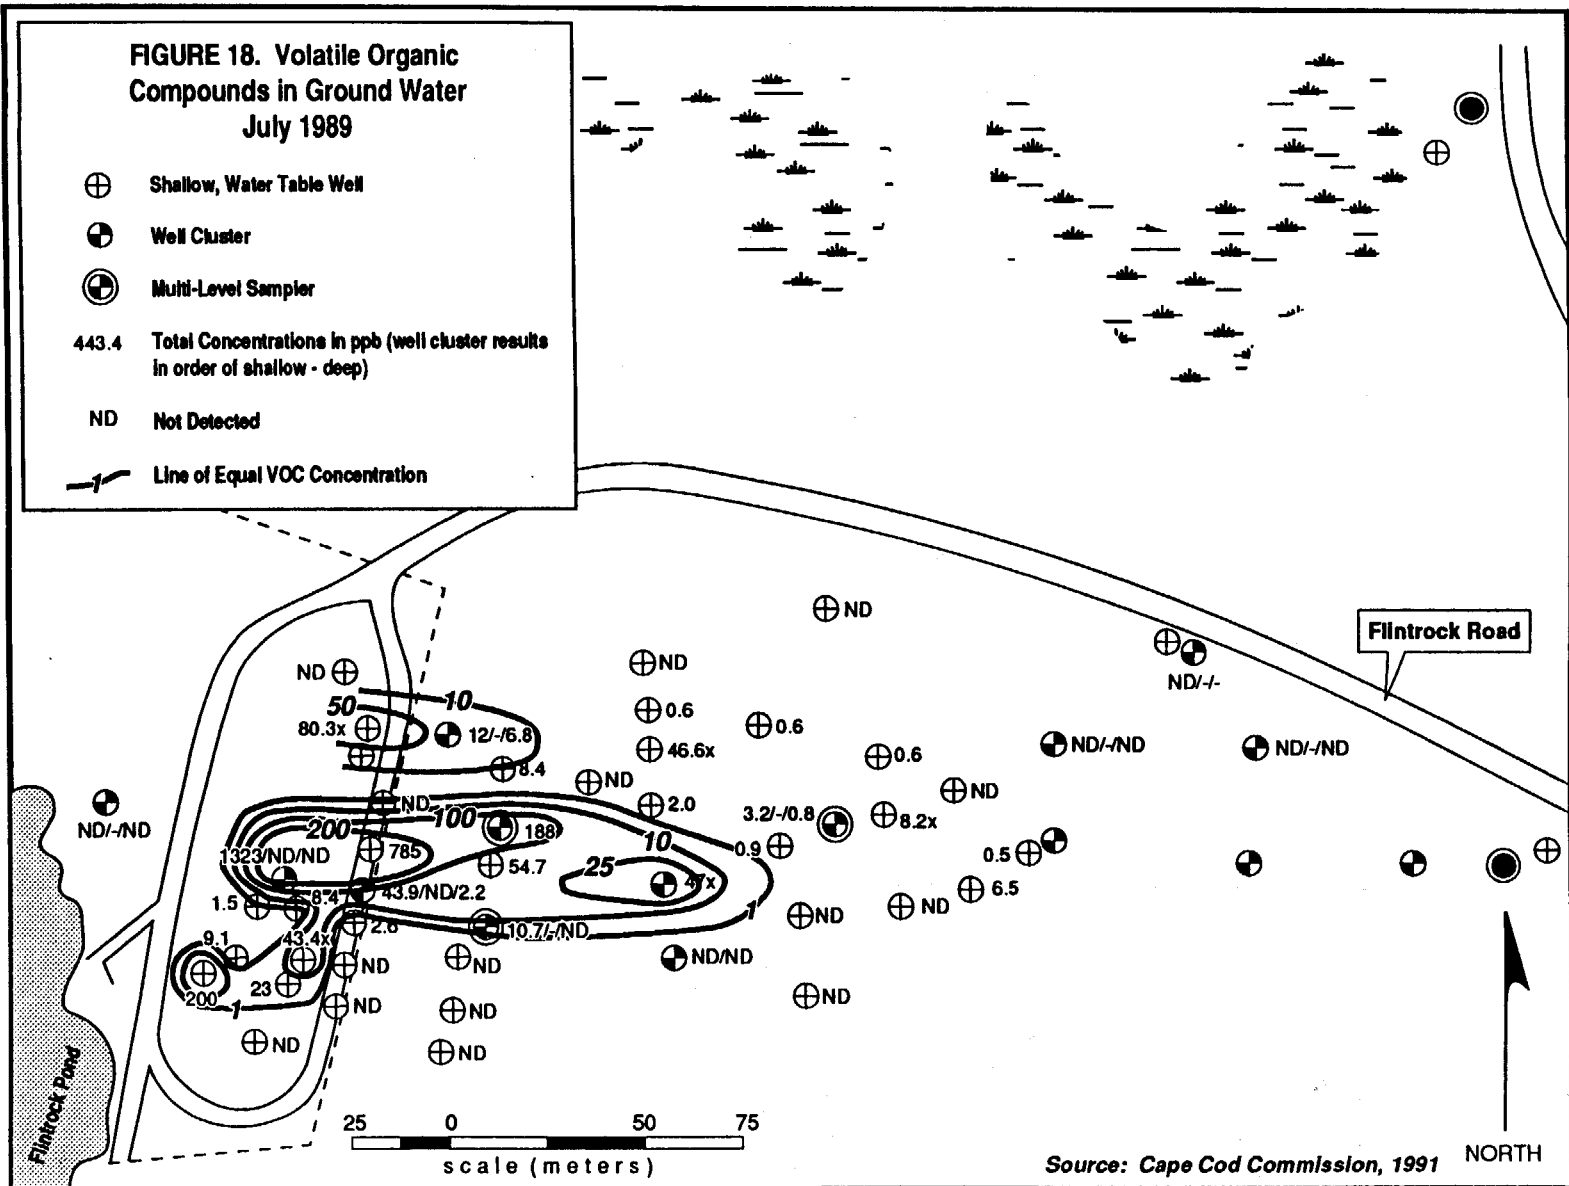 FIGURE 18. Volatile Organic
Compounds in Ground Water
July 1989
Shallow, Water Table Well
Well Cluster
Multi-Level Sampler
443.4 Total Concentrations in ppb (well cluster results
in order of shallow - deep)
ND Not Detected
1 Line of Equal VOC Concentration
ND
ND
ND
Flintrock Road
ND/-/-
50
10
80.3x
12/-/6.8
0.6
0.6
46.6x
0.6
ND/-/ND
ND/-/ND
8.4
ND
ND
ND/-/ND
ND
2.0
3.2/-/0.8
8.2x
200
100
188
10
1323/ND/ND
785
0.9
0.5
54.7
25
47x
43.9/ND/2.2
6.5
1.5
8.4
1
ND
ND
2.6
10.7/-/ND
9.1
43.4x
ND
ND
ND/ND
200
23
1
ND
ND
ND
ND
ND
Flintrock Pond
25 0 50 75
scale (meters)
NORTH
Source: Cape Cod Commission, 1991